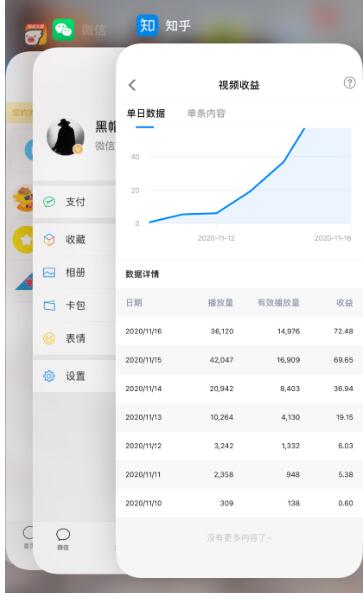 微信
知乎
视频收益
单日数据 单条内容
40
20
0
2020-11-12 2020-11-16
数据详情
日期 播放量 有效播放量 收益
2020/11/16 36,120 14,976 72.48
2020/11/15 42,047 16,909 69.65
2020/11/14 20,942 8,403 36.94
2020/11/13 10,264 4,130 19.15
2020/11/12 3,242 1,332 6.03
2020/11/11 2,358 948 5.38
2020/11/10 309 138 0.60
没有更多内容了~
黑帽
微信
支付
收藏
相册
卡包
表情
设置
微信